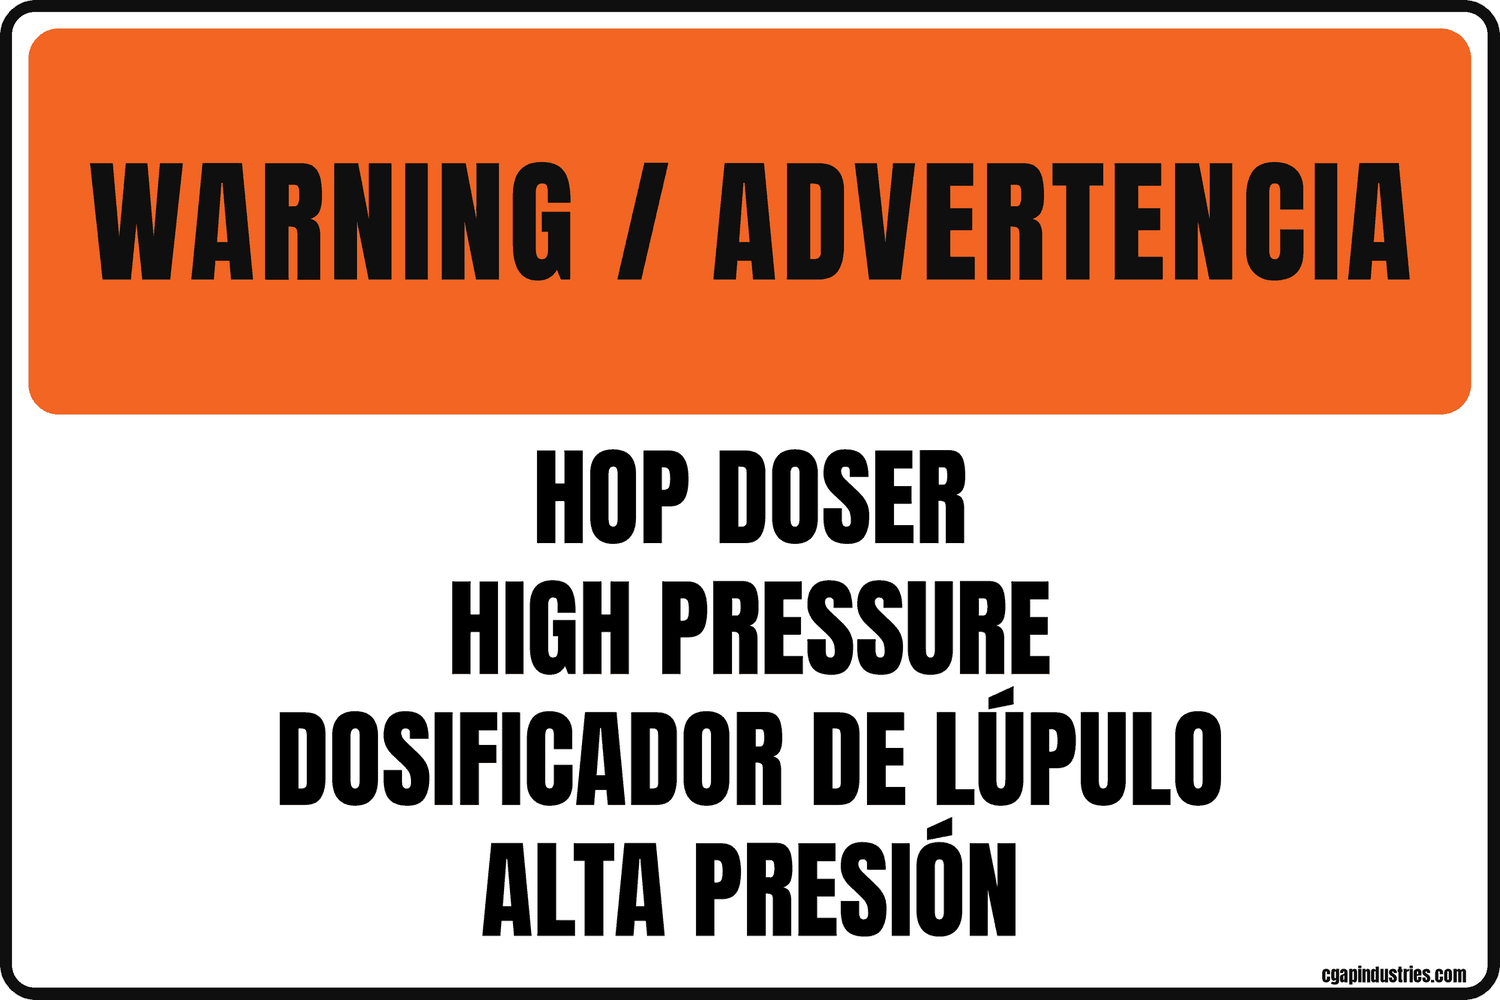 WARNING / ADVERTENCIA
HOP DOSER
HIGH PRESSURE
DOSIFICADOR DE LÚPULO
ALTA PRESIÓN
cgapindustries.com